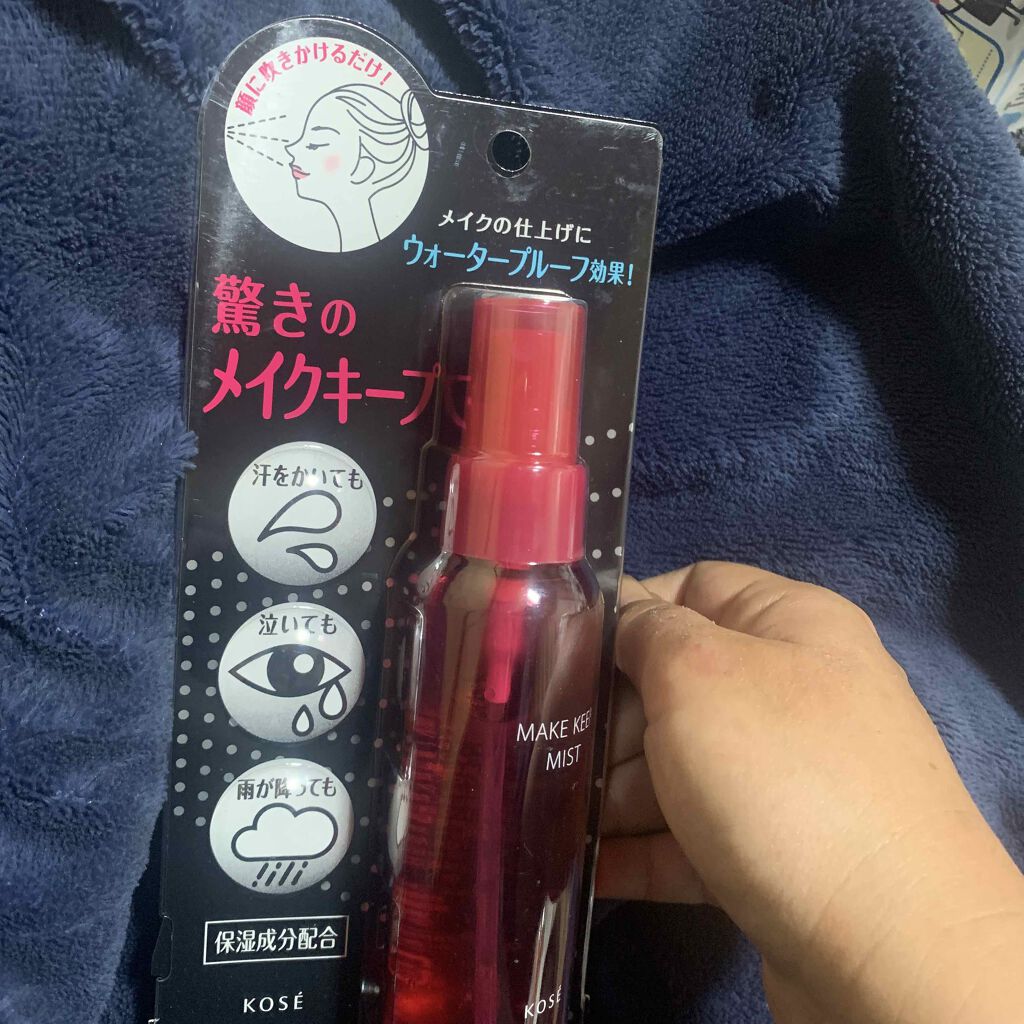 顔に吹きかけるだけ!
メイクの仕上げに
ウォータープルーフ効果!
驚きの
メイクキープ力
汗をかいても
泣いても
雨が降っても
保湿成分配合
KOSÉ
MAKE KEEP
MIST
KOSÉ